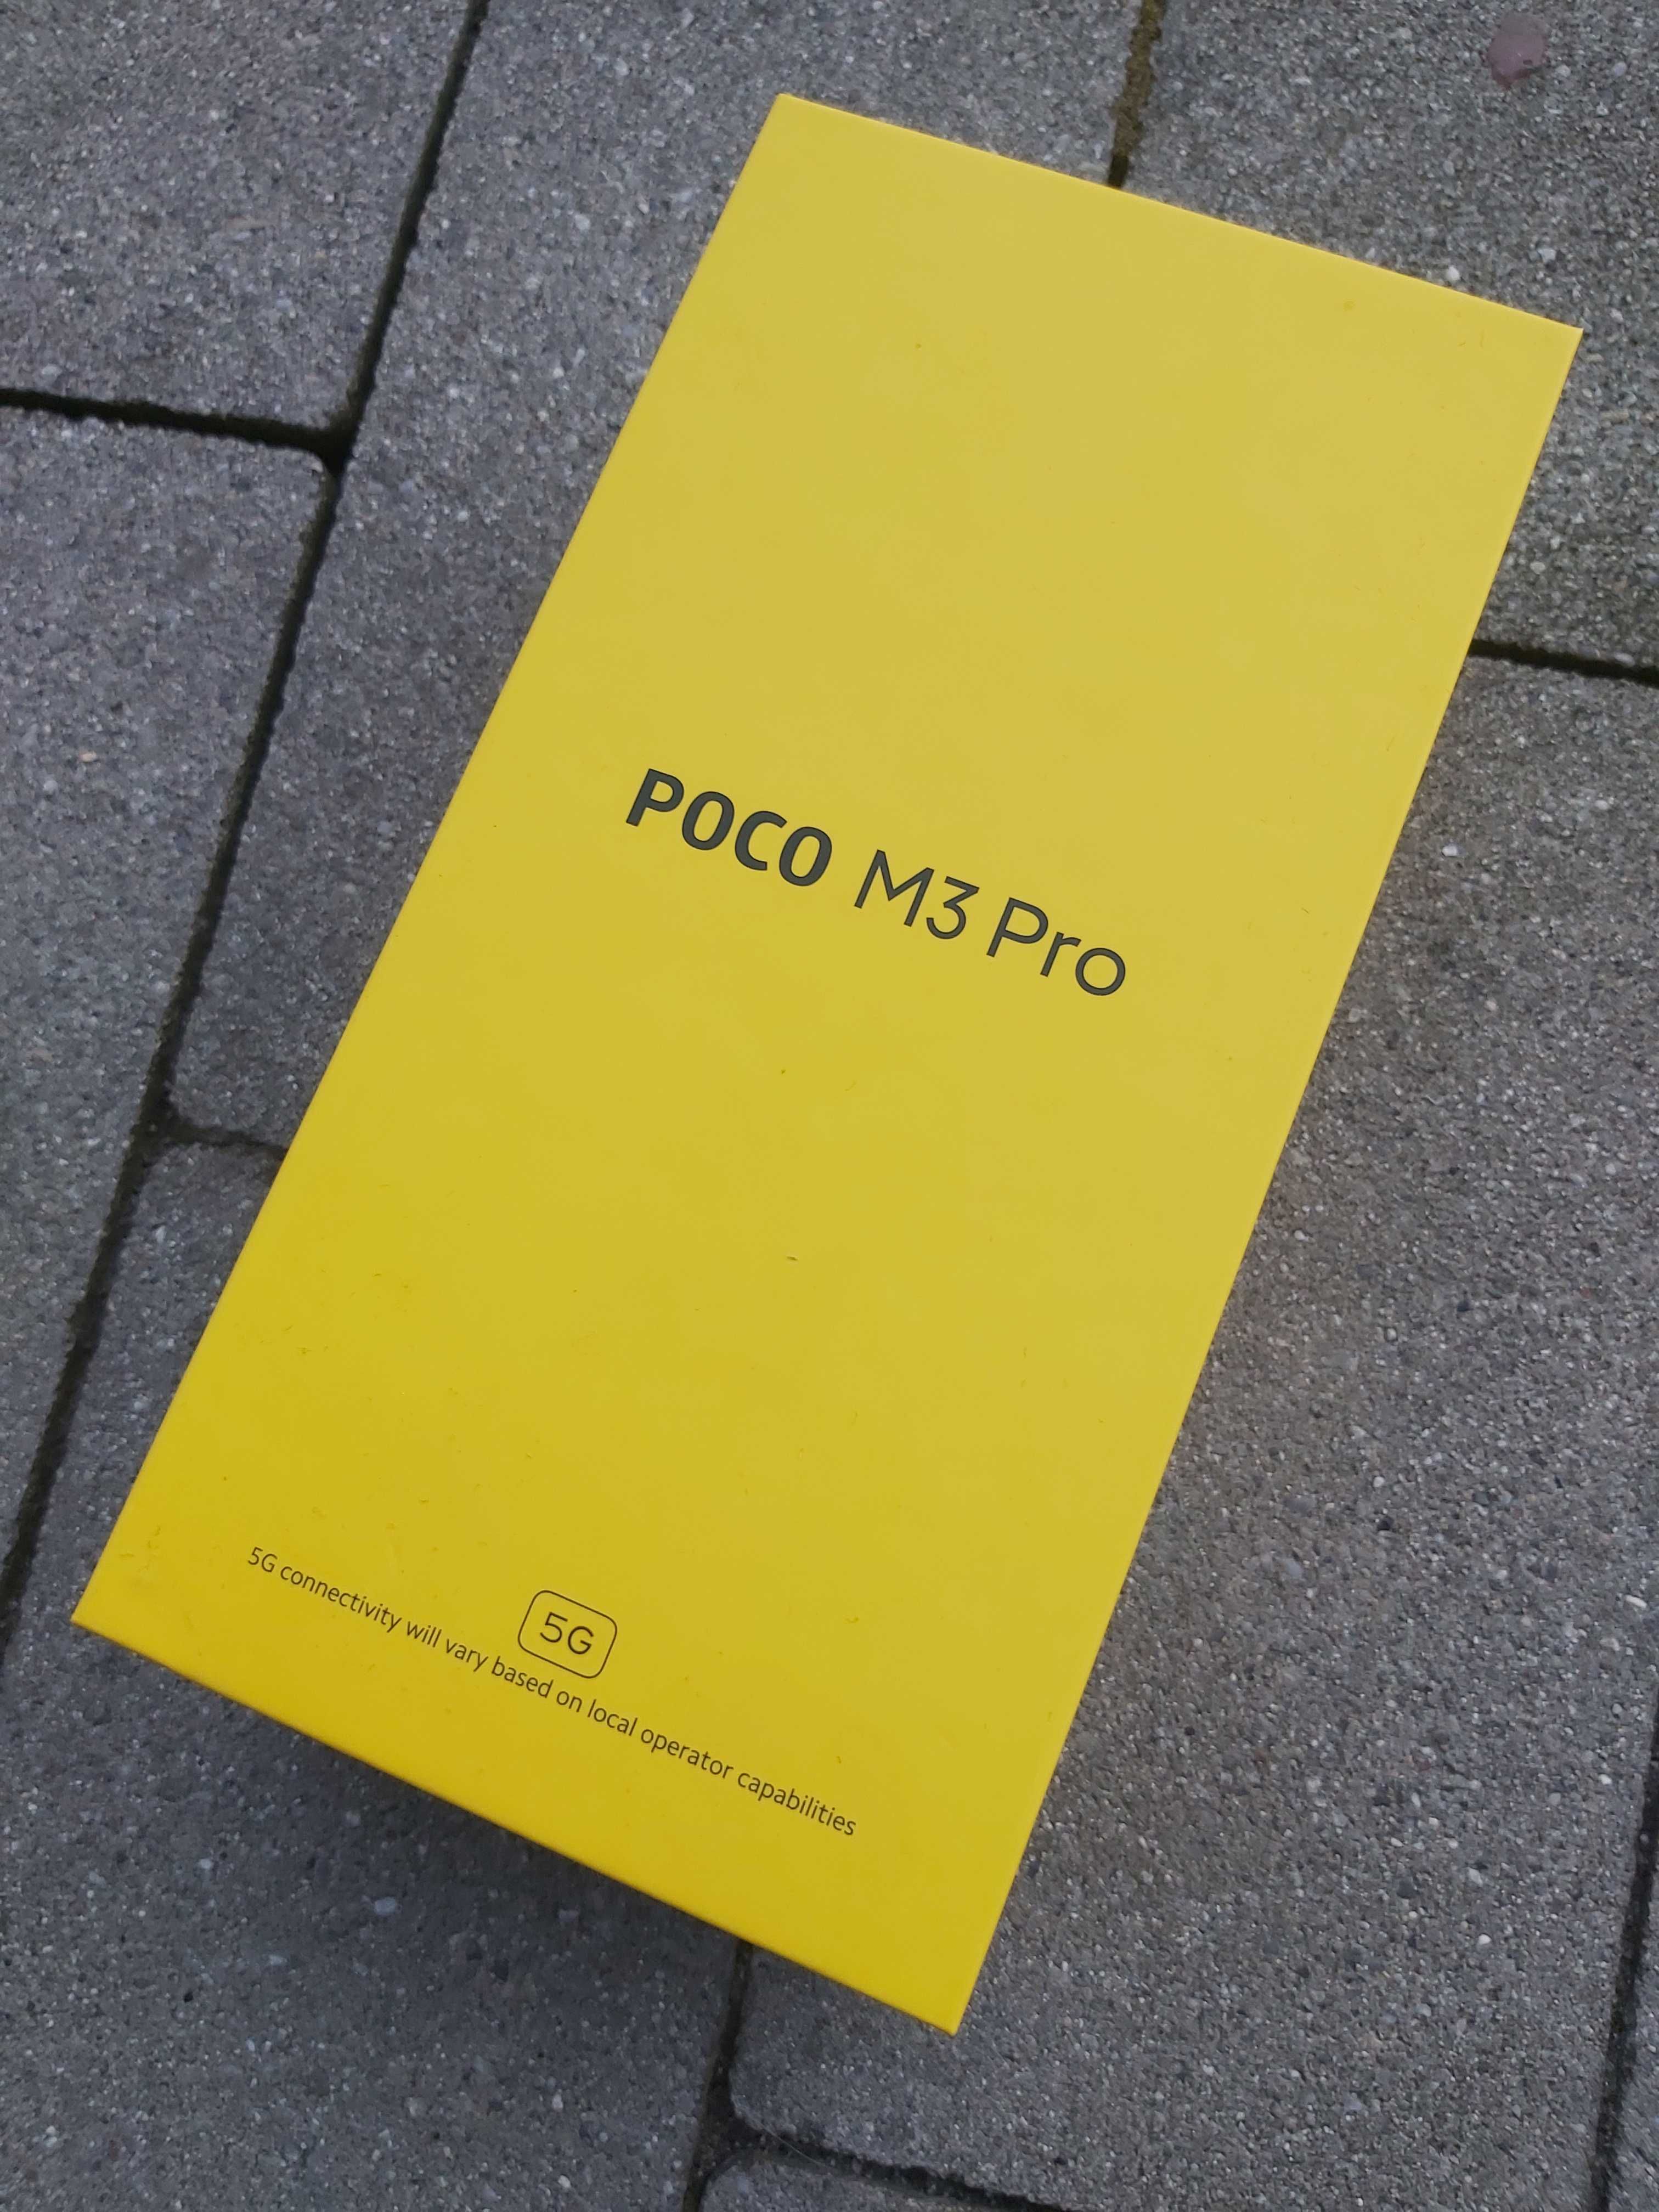 POCO M3 Pro
5G
5G connectivity will vary based on local operator capabilities